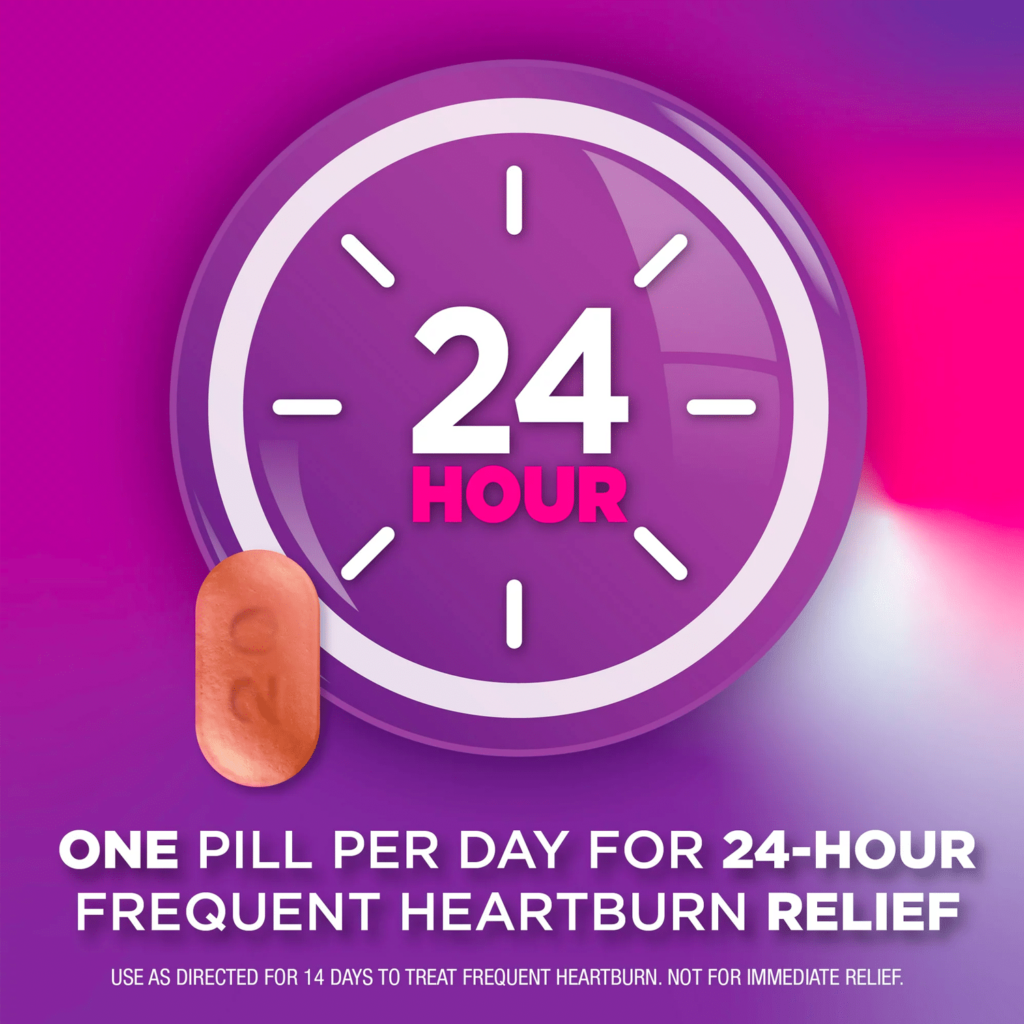 24
HOUR
20
ONE PILL PER DAY FOR 24-HOUR
FREQUENT HEARTBURN RELIEF
USE AS DIRECTED FOR 14 DAYS TO TREAT FREQUENT HEARTBURN. NOT FOR IMMEDIATE RELIEF.